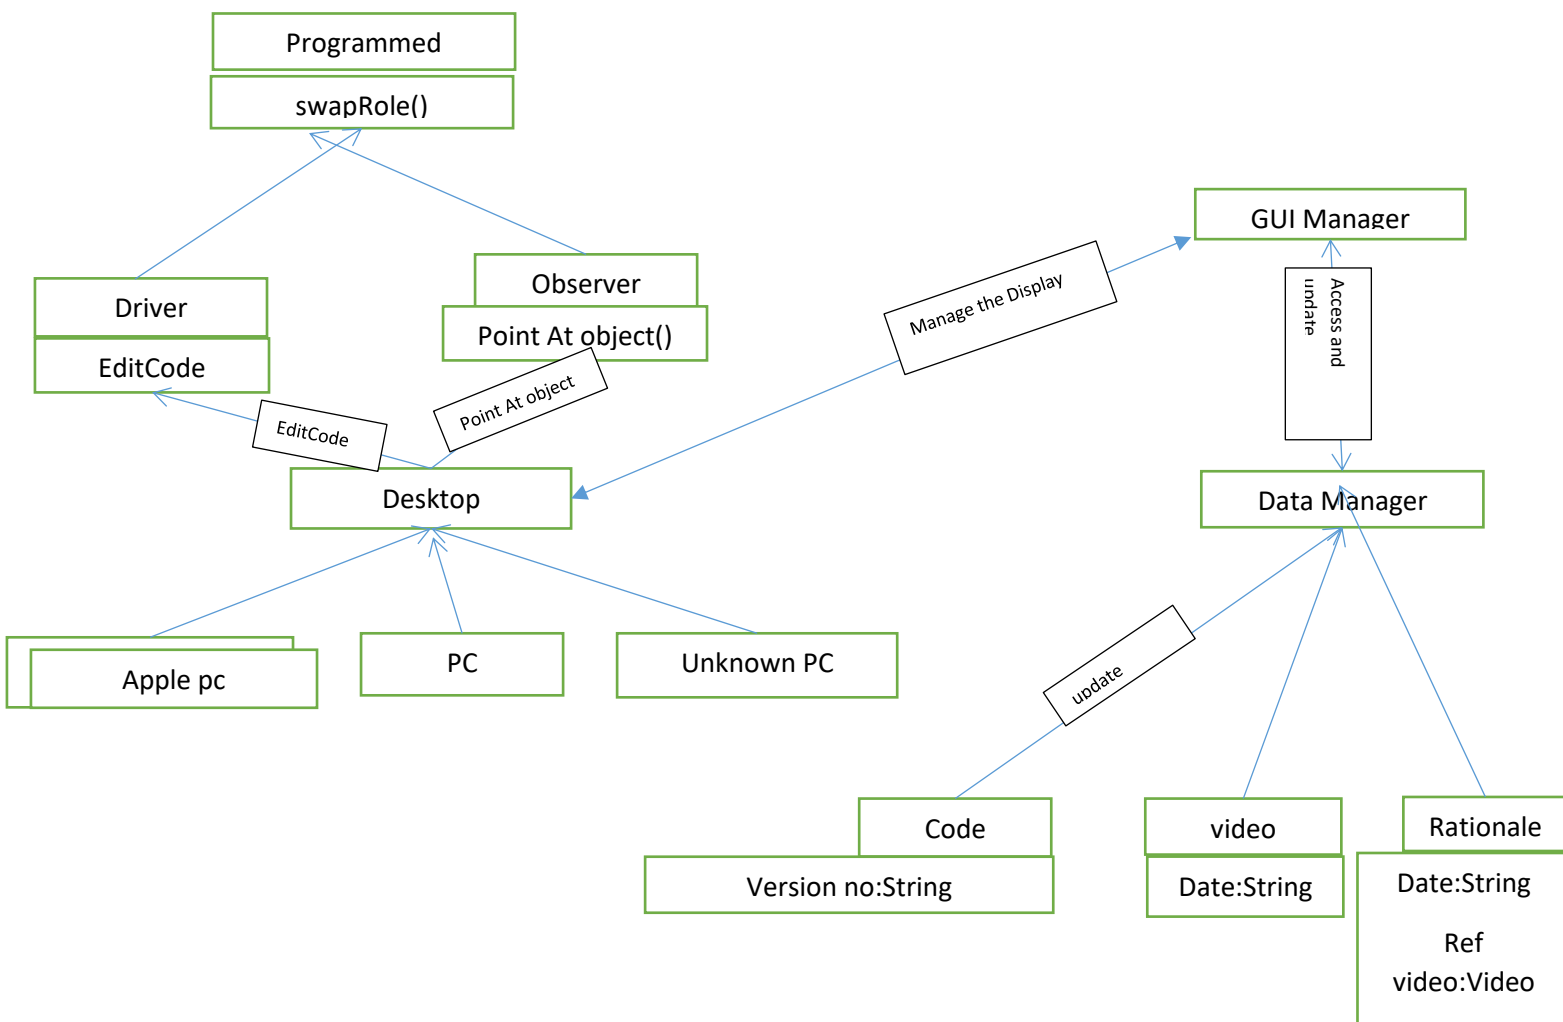 Programmed
swapRole()
GUI Manager
Driver
EditCode
Observer
Point At object()
Manage the Display
Access and
update
EditCode
Point At object
Desktop
Data Manager
Apple pc
PC
Unknown PC
update
Code
Version no:String
video
Date:String
Rationale
Date:String
Ref
video:Video